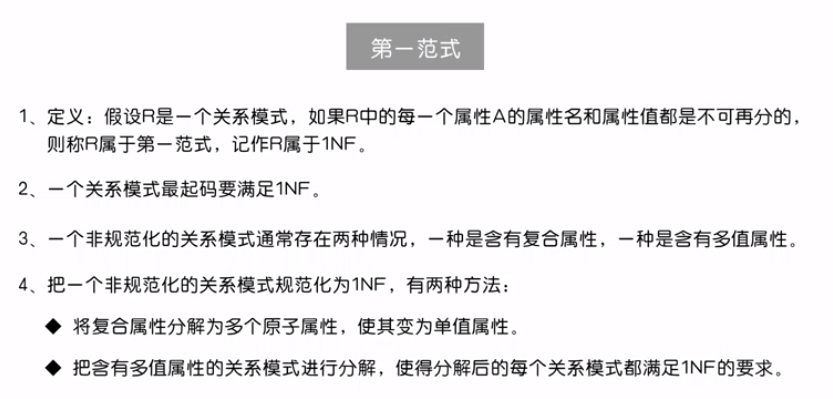 第一范式
1、定义：假设R是一个关系模式，如果R中的每一个属性A的属性名和属性值都是不可再分的，
则称R属于第一范式，记作R属于1NF。
2、一个关系模式最起码要满足1NF。
3、一个非规范化的关系模式通常存在两种情况，一种是含有复合属性，一种是含有多值属性。
4、把一个非规范化的关系模式规范化为1NF，有两种方法：
◆ 将复合属性分解为多个原子属性，使其变为单值属性。
◆ 把含有多值属性的关系模式进行分解，使得分解后的每个关系模式都满足1NF的要求。